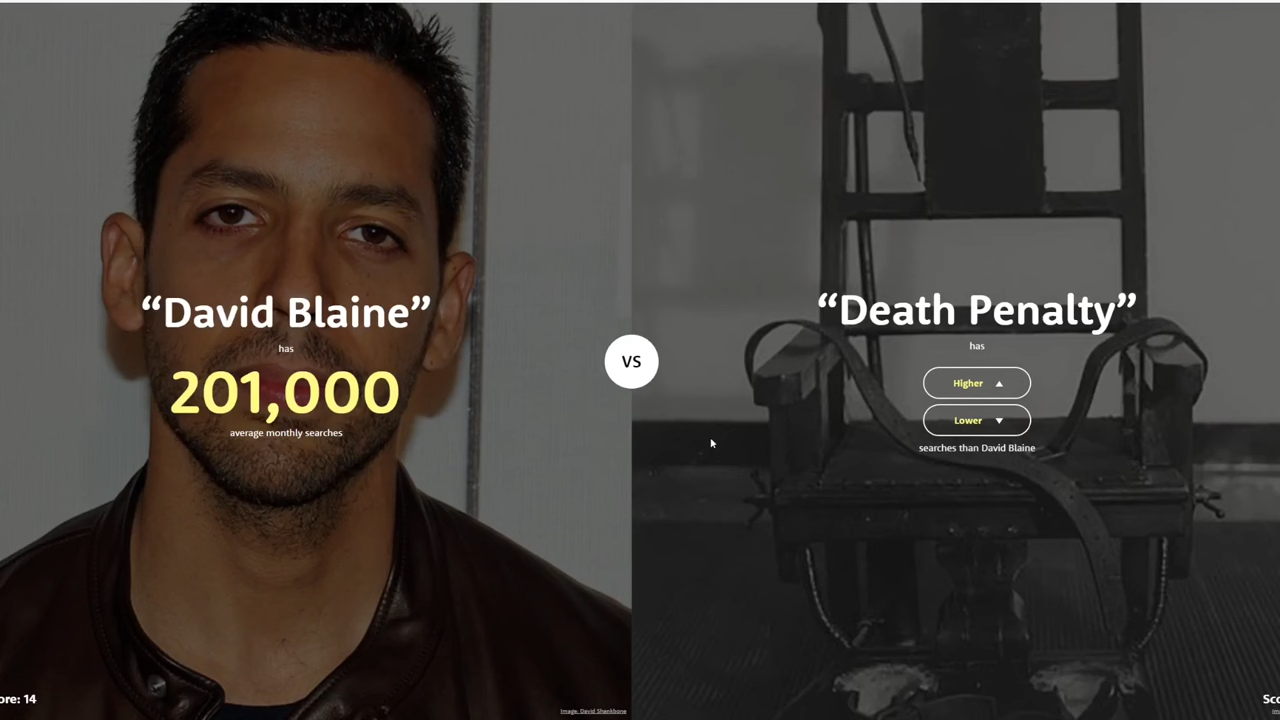 “David Blaine”
has
201,000
average monthly searches
VS
“Death Penalty”
has
Higher ▲
Lower ▼
searches than David Blaine
ore: 14
Image: David Shankbone
Sco